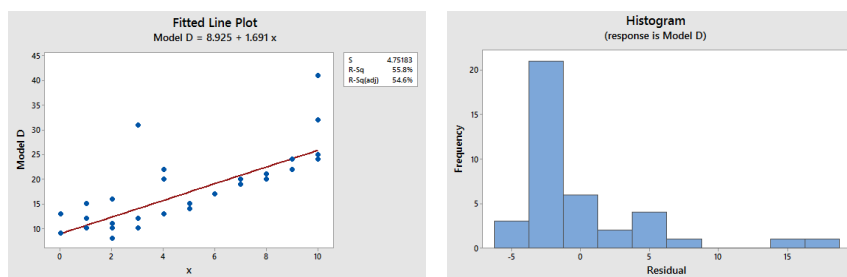 Fitted Line Plot
Model D = 8.925 + 1.691 x
S 4.75183
R-Sq 55.8%
R-Sq(adj) 54.6%
45
40
35
30
25
20
15
10
Model D
0 2 4 6 8 10
x
Histogram
(response is Model D)
20
15
10
5
0
Frequency
-5 0 5 10 15
Residual